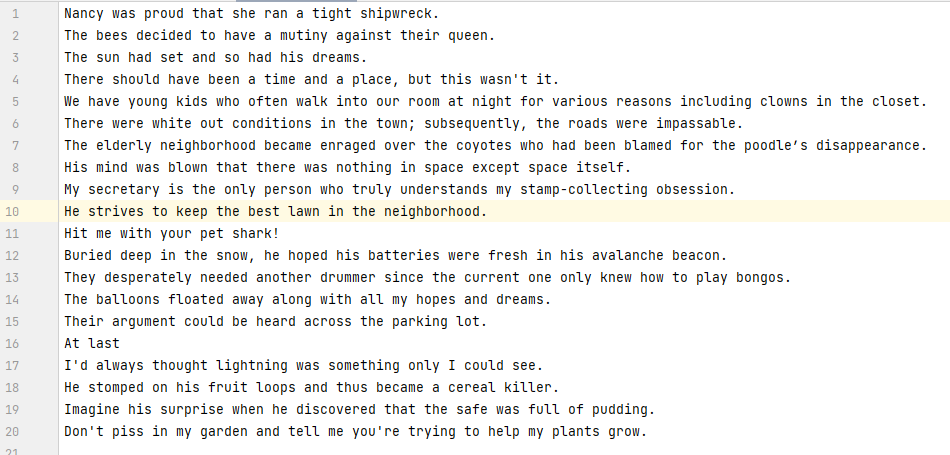 1 Nancy was proud that she ran a tight shipwreck.
2 The bees decided to have a mutiny against their queen.
3 The sun had set and so had his dreams.
4 There should have been a time and a place, but this wasn't it.
5 We have young kids who often walk into our room at night for various reasons including clowns in the closet.
6 There were white out conditions in the town; subsequently, the roads were impassable.
7 The elderly neighborhood became enraged over the coyotes who had been blamed for the poodle’s disappearance.
8 His mind was blown that there was nothing in space except space itself.
9 My secretary is the only person who truly understands my stamp-collecting obsession.
10 He strives to keep the best lawn in the neighborhood.
11 Hit me with your pet shark!
12 Buried deep in the snow, he hoped his batteries were fresh in his avalanche beacon.
13 They desperately needed another drummer since the current one only knew how to play bongos.
14 The balloons floated away along with all my hopes and dreams.
15 Their argument could be heard across the parking lot.
16 At last
17 I'd always thought lightning was something only I could see.
18 He stomped on his fruit loops and thus became a cereal killer.
19 Imagine his surprise when he discovered that the safe was full of pudding.
20 Don't piss in my garden and tell me you're trying to help my plants grow.
21